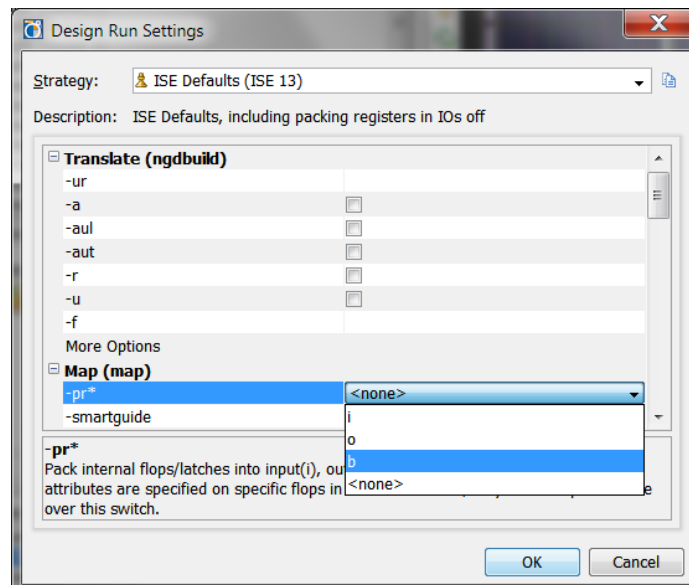 Design Run Settings
Strategy: ISE Defaults (ISE 13)
Description: ISE Defaults, including packing registers in IOs off
Translate (ngdbuild)
-ur
-a
-aul
-aut
-r
-u
-f
More Options
Map (map)
-pr* <none>
-smartguide i
o
b
<none>
-pr*
Pack internal flops/latches into input(i), ou
attributes are specified on specific flops in
over this switch.
OK Cancel